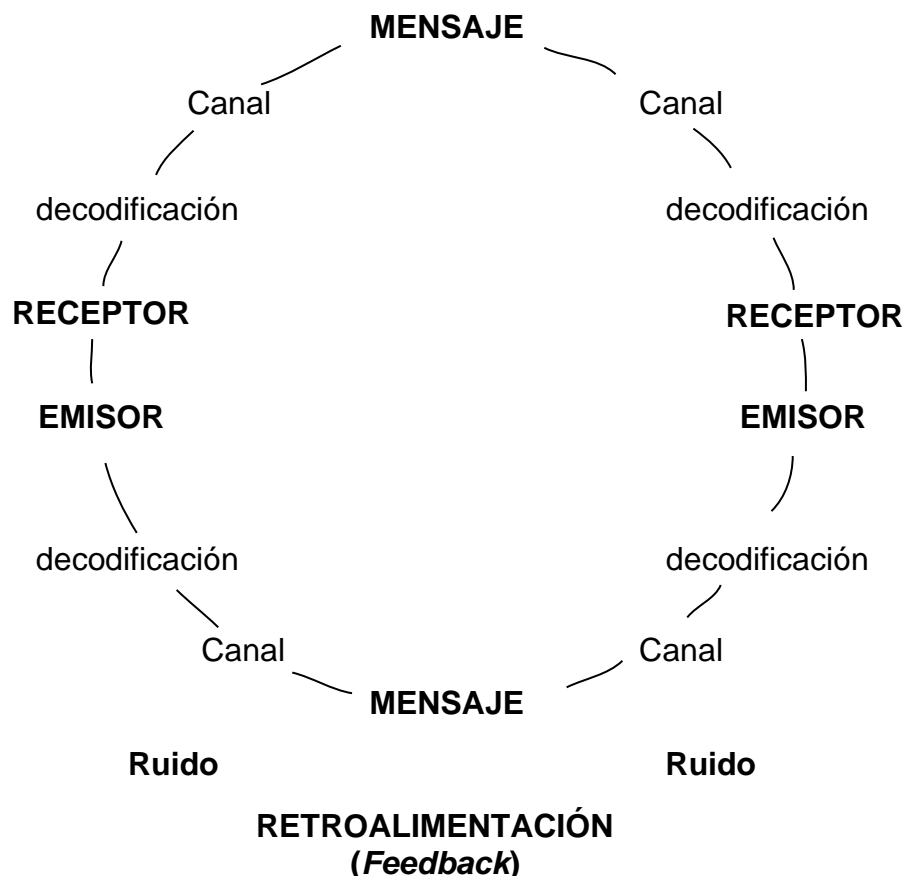 MENSAJE
Canal Canal
decodificación decodificación
RECEPTOR RECEPTOR
EMISOR EMISOR
decodificación decodificación
Canal Canal
MENSAJE
Ruido Ruido
RETROALIMENTACIÓN
(Feedback)